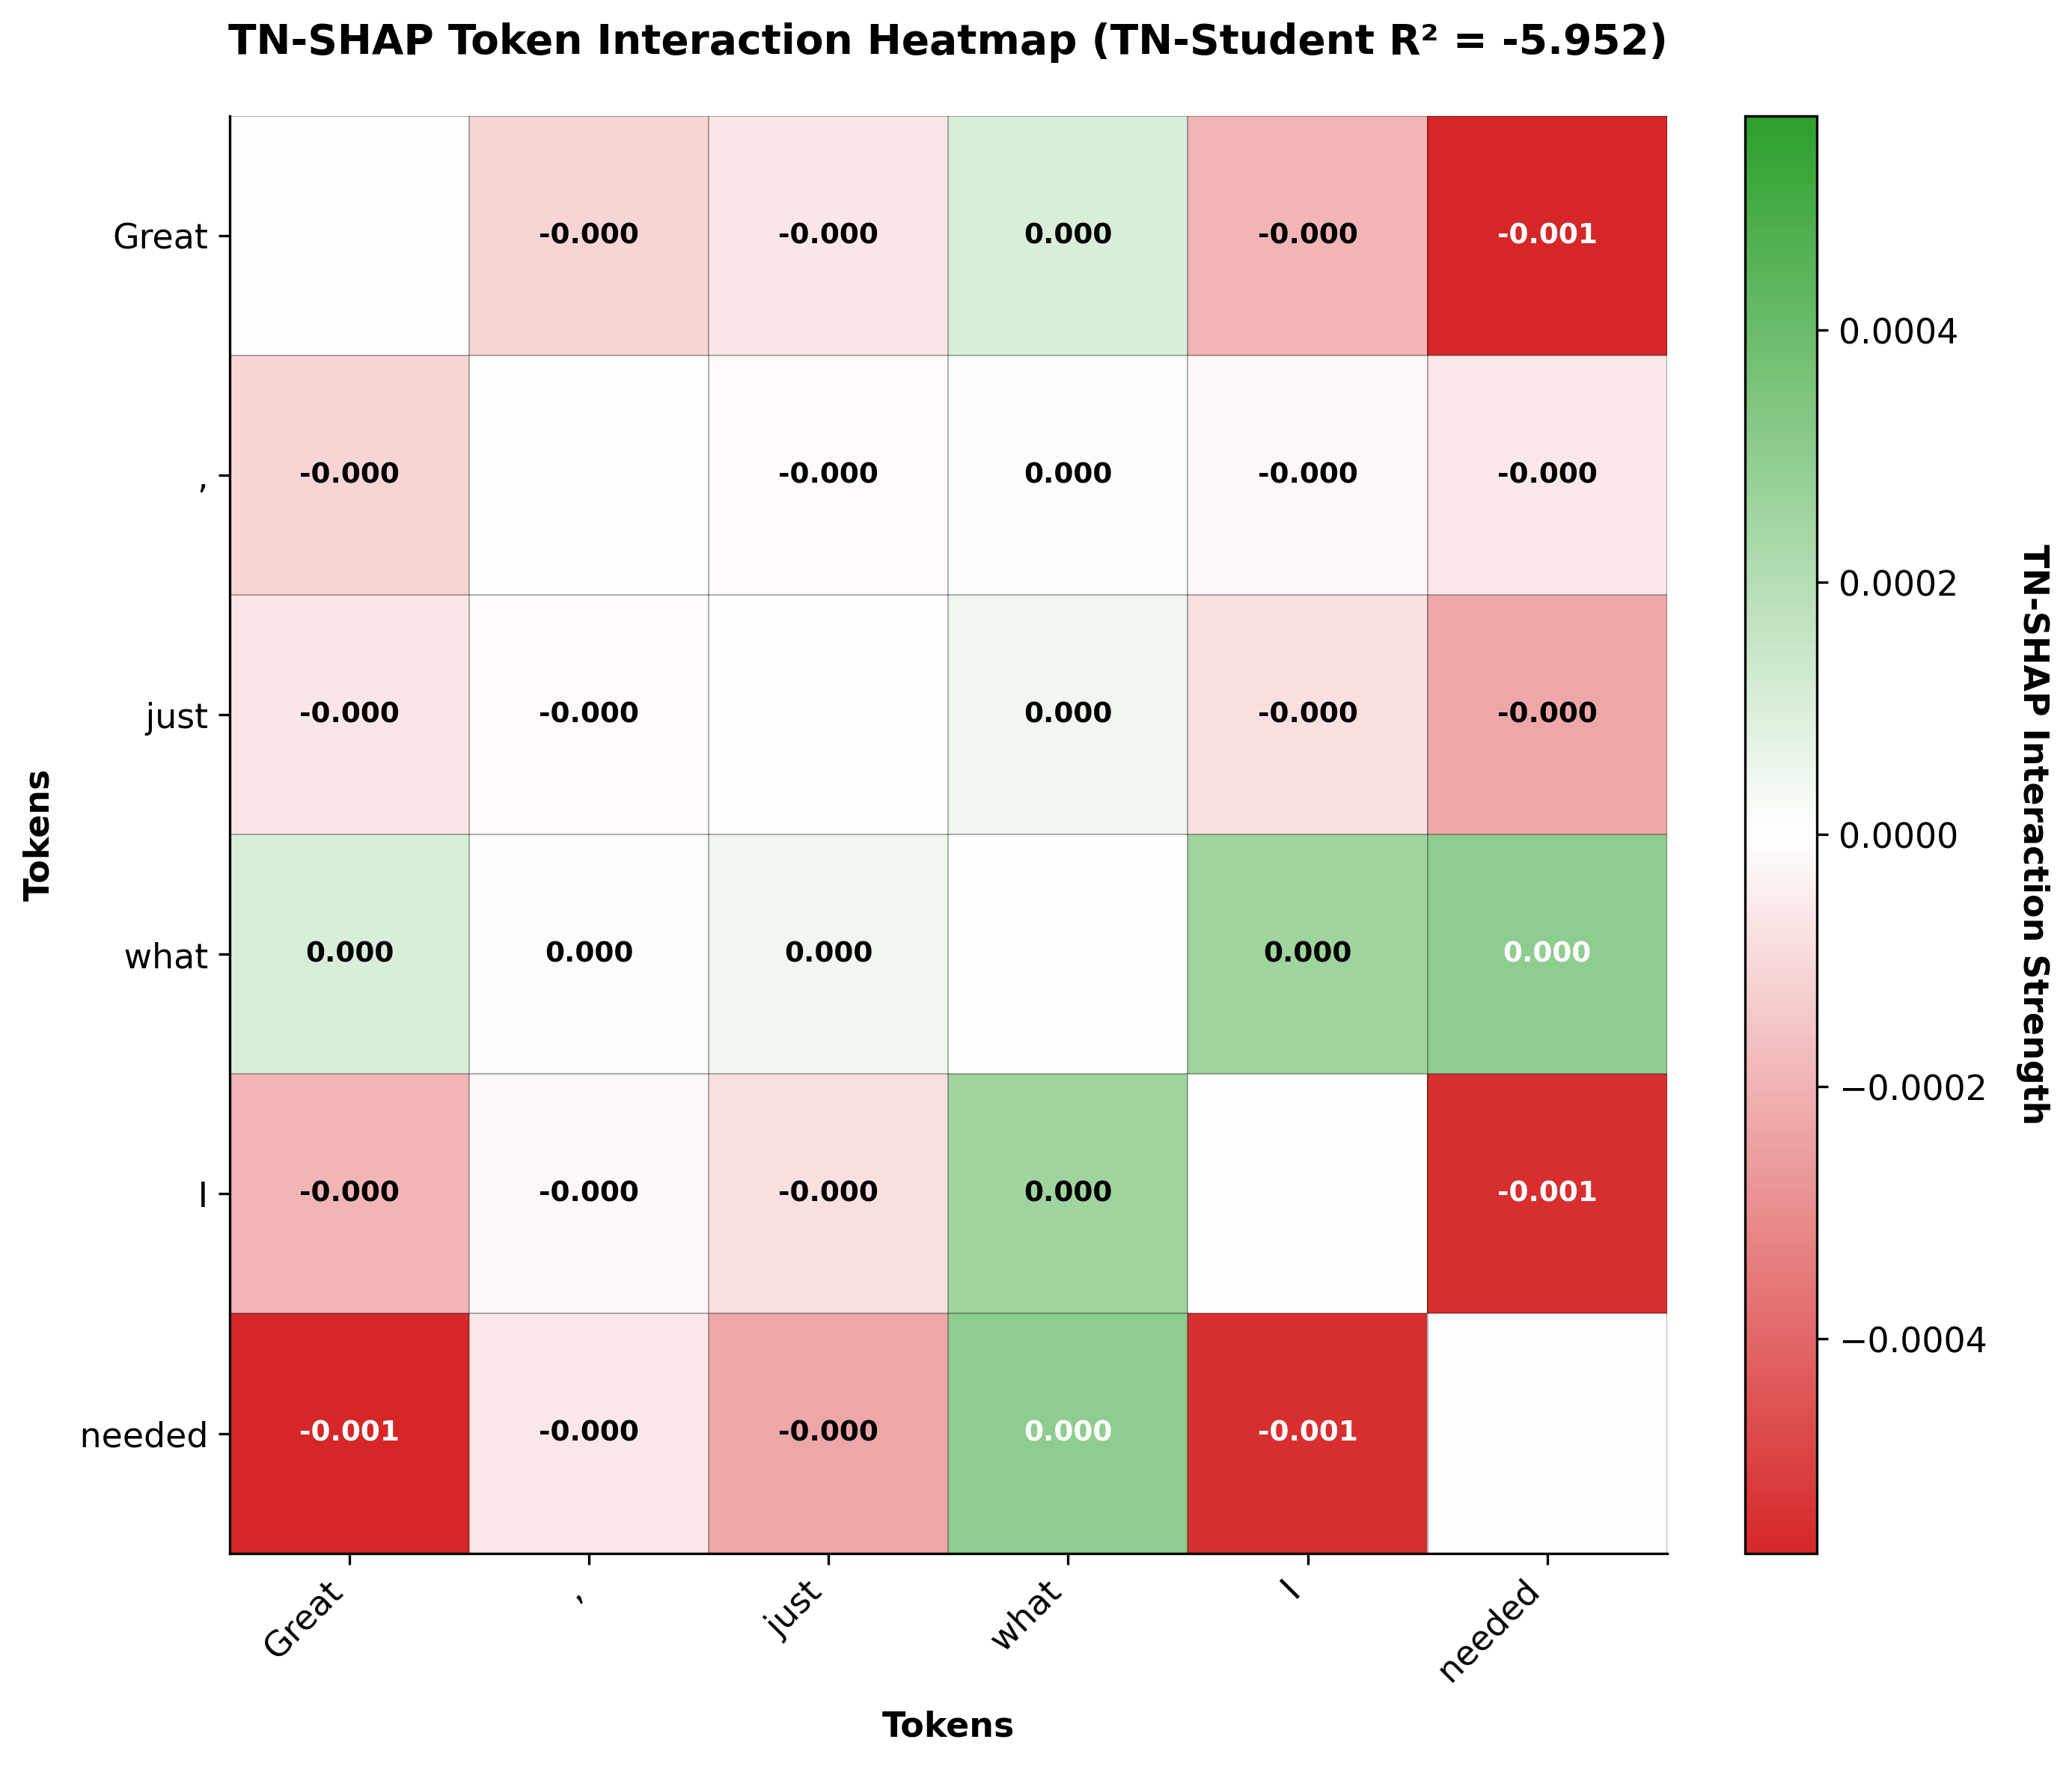 TN-SHAP Token Interaction Heatmap (TN-Student R² = -5.952)
Great -0.000 -0.000 0.000 -0.000 -0.001
, -0.000 -0.000 0.000 -0.000 -0.000
just -0.000 -0.000 0.000 -0.000 -0.000
what 0.000 0.000 0.000 0.000 0.000
I -0.000 -0.000 -0.000 0.000 -0.001
needed -0.001 -0.000 -0.000 0.000 -0.001
Great , just what I needed
Tokens
Tokens
0.0004
0.0002
0.0000
−0.0002
−0.0004
TN-SHAP Interaction Strength